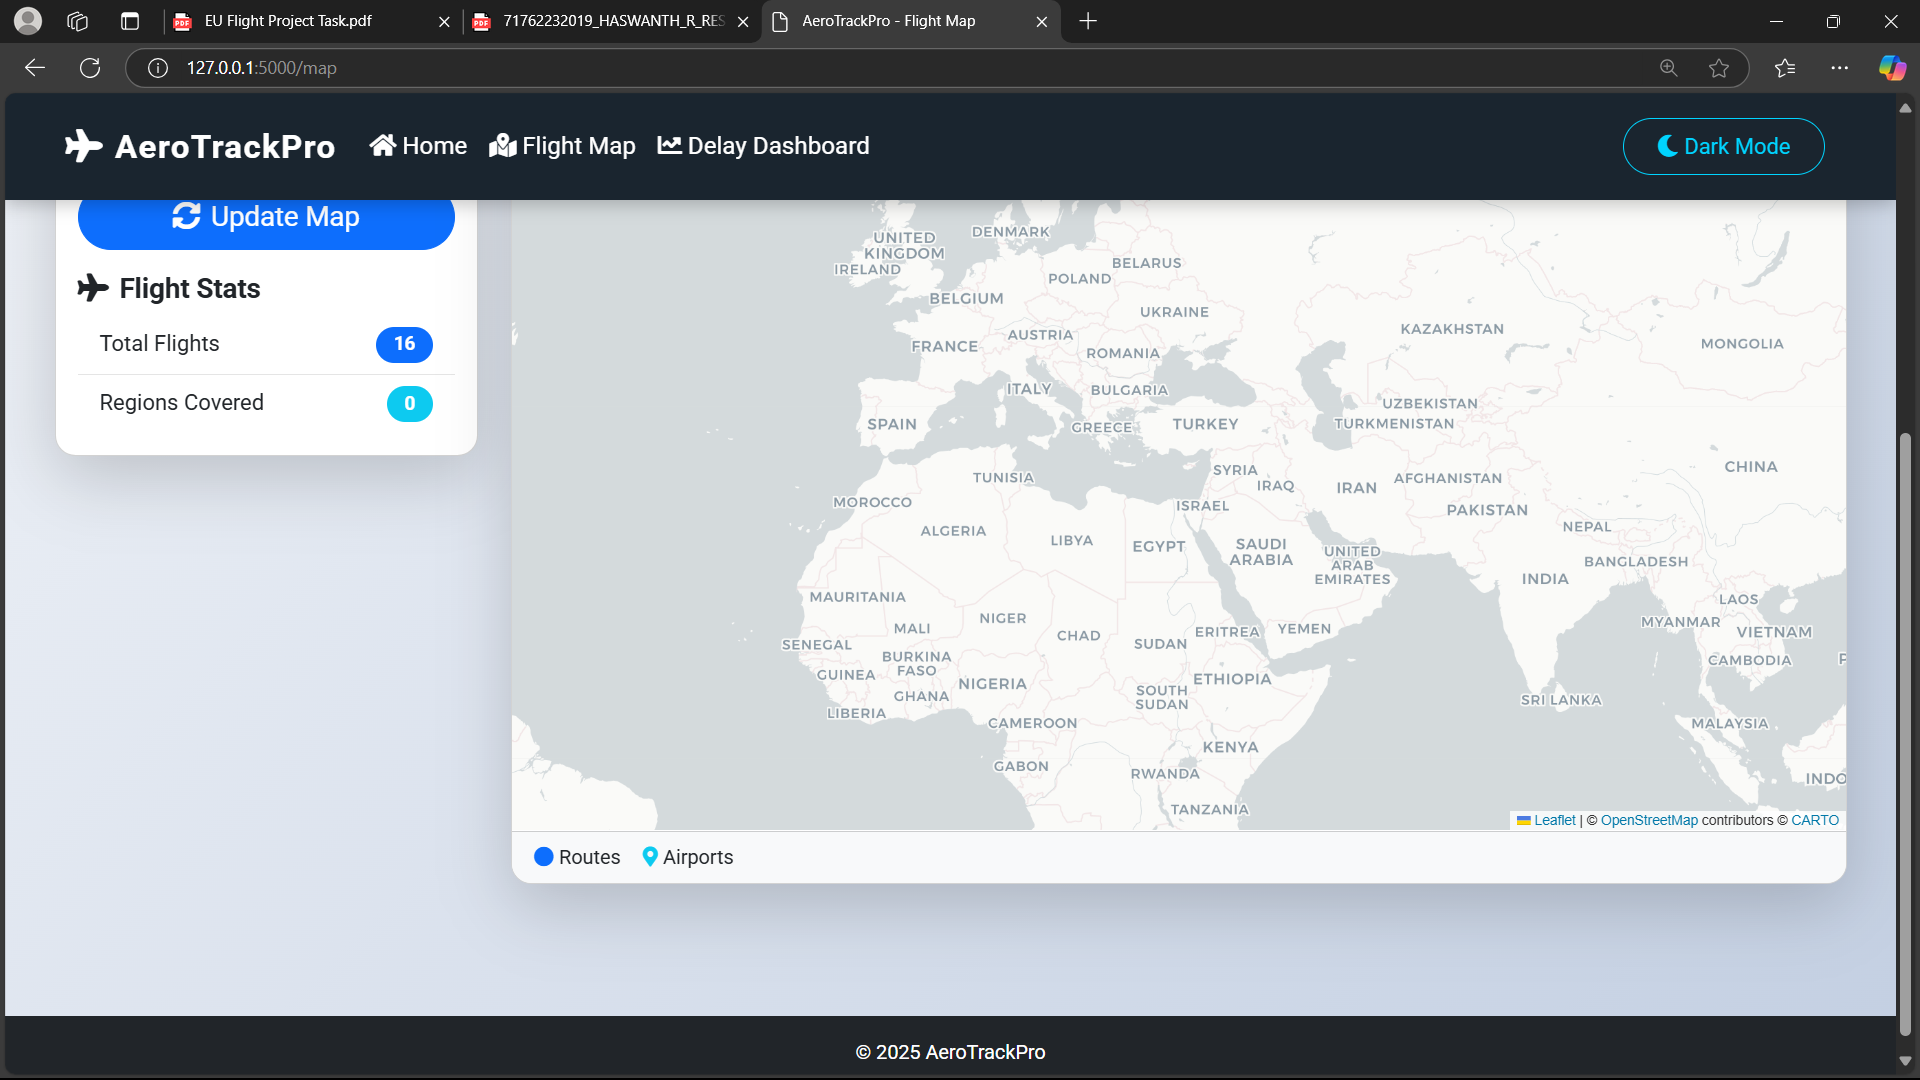 EU Flight Project Task.pdf
71762232019_HASWANTH_R_RES
AeroTrackPro - Flight Map
127.0.0.1:5000/map
AeroTrackPro
Home
Flight Map
Delay Dashboard
Dark Mode
Update Map
Flight Stats
Total Flights 16
Regions Covered 0
DENMARK
UNITED
KINGDOM
IRELAND
BELARUS
POLAND
BELGIUM
UKRAINE
AUSTRIA
KAZAKHSTAN
FRANCE
MONGOLIA
ROMANIA
ITALY
BULGARIA
UZBEKISTAN
SPAIN
GREECE
TURKEY
TURKMENISTAN
SYRIA
CHINA
TUNISIA
IRAQ
IRAN
AFGHANISTAN
MOROCCO
ISRAEL
PAKISTAN
ALGERIA
NEPAL
LIBYA
EGYPT
SAUDI
ARABIA
UNITED
ARAB
EMIRATES
BANGLADESH
INDIA
MAURITANIA
LAOS
NIGER
MALI
CHAD
ERITREA
YEMEN
MYANMAR
VIETNAM
SENEGAL
SUDAN
BURKINA
FASO
CAMBODIA
P
GUINEA
NIGERIA
ETHIOPIA
GHANA
SOUTH
SUDAN
SRI LANKA
LIBERIA
CAMEROON
MALAYSIA
KENYA
GABON
RWANDA
INDO
TANZANIA
Leaflet | © OpenStreetMap contributors © CARTO
Routes
Airports
© 2025 AeroTrackPro